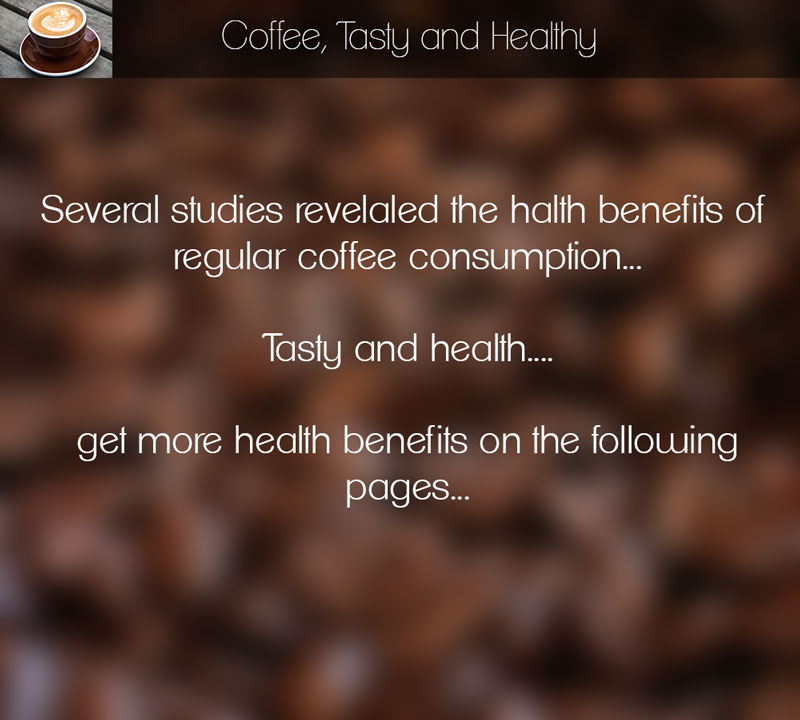 Coffee, Tasty and Healthy
Several studies revelaled the halth benefits of
regular coffee consumption...
Tasty and health....
get more health benefits on the following
pages...